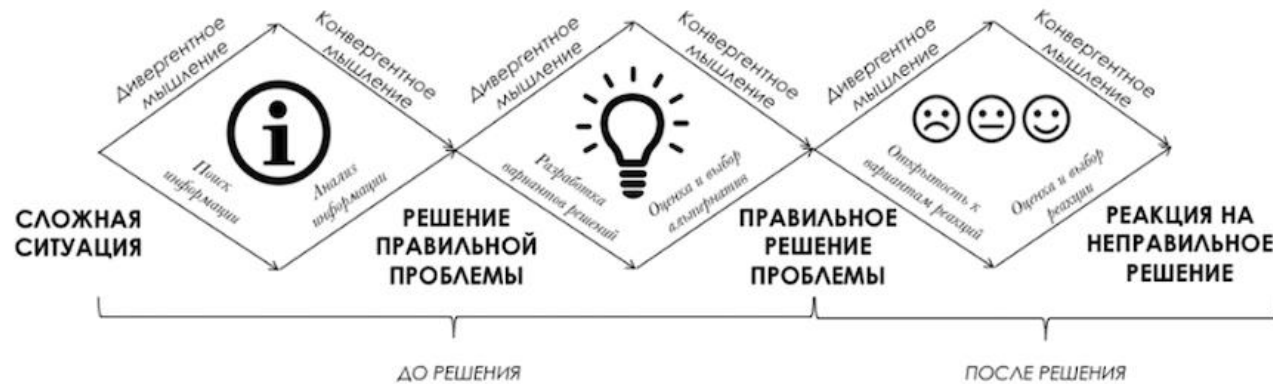 Дивергентное
мышление
Конвергентное
мышление
Дивергентное
мышление
Конвергентное
мышление
Дивергентное
мышление
Конвергентное
мышление
i
Поиск
информации
Анализ
информации
Разработка
вариантов решений
Оценка и выбор
альтернатив
Открытость к
вариантам реакций
Оценка и выбор
реакции
СЛОЖНАЯ
СИТУАЦИЯ
РЕШЕНИЕ
ПРАВИЛЬНОЙ
ПРОБЛЕМЫ
ПРАВИЛЬНОЕ
РЕШЕНИЕ
ПРОБЛЕМЫ
РЕАКЦИЯ НА
НЕПРАВИЛЬНОЕ
РЕШЕНИЕ
ДО РЕШЕНИЯ
ПОСЛЕ РЕШЕНИЯ